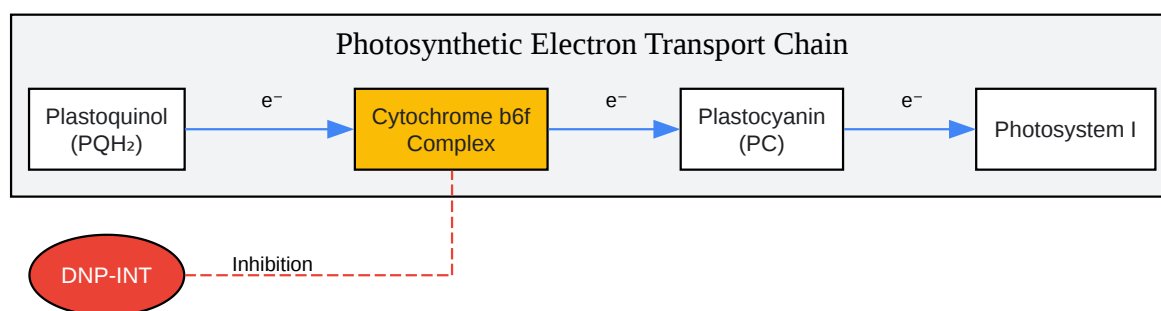 Photosynthetic Electron Transport Chain
Plastoquinol
(PQH₂)
e⁻
Cytochrome b6f
Complex
e⁻
Plastocyanin
(PC)
e⁻
Photosystem I
DNP-INT
Inhibition